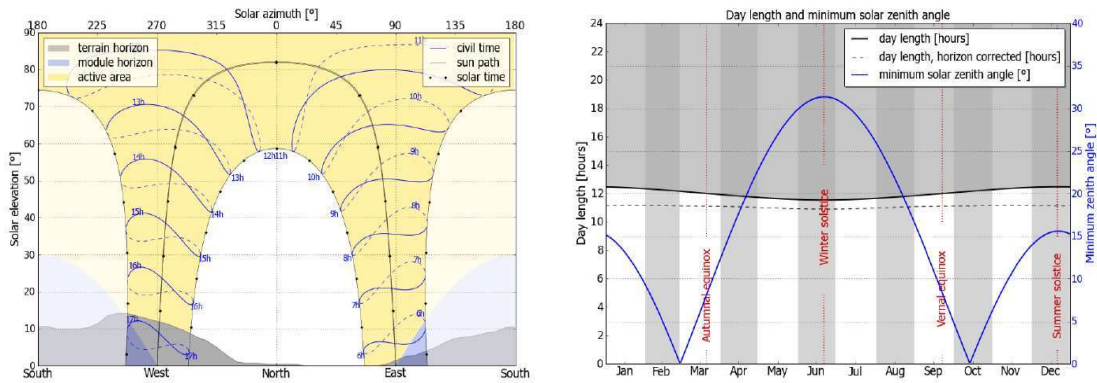 Solar azimuth [°]
180 225 270 315 0 45 90 135 180
90
80
70
60
50
40
30
20
10
0
Solar elevation [°]
terrain horizon
module horizon
active area
civil time
sun path
solar time
11h
10h
13h
12h11h
13h
10h
9h
14h
14h
9h
8h
15h
15h
8h
7h
16h
16h
7h
6h
17h
17h
6h
South West North East South
Day length and minimum solar zenith angle
24
22
20
18
16
14
12
10
8
6
4
2
0
Day length [hours]
day length [hours]
day length, horizon corrected [hours]
minimum solar zenith angle [°]
Autumnal equinox
Winter solstice
Vernal equinox
Summer solstice
40
35
30
25
20
15
10
5
0
Minimum zenith angle [°]
Jan Feb Mar Apr May Jun Jul Aug Sep Oct Nov Dec